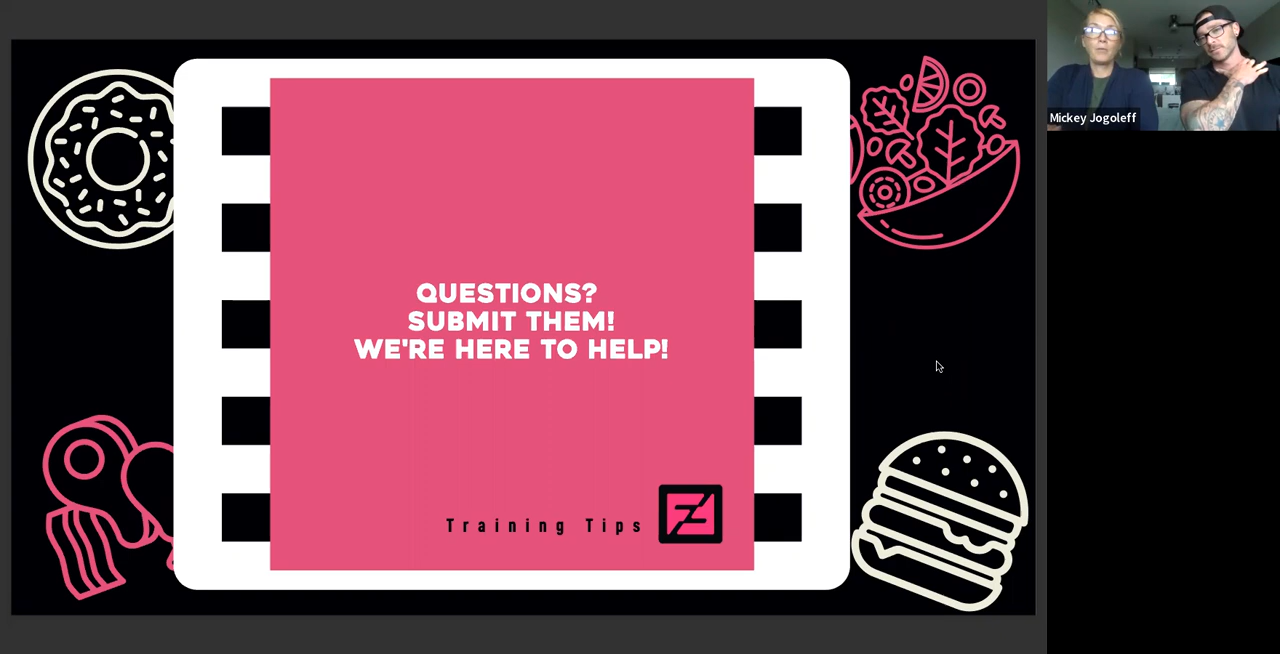 QUESTIONS?
SUBMIT THEM!
WE'RE HERE TO HELP!
Training Tips
Mickey Jogoleff